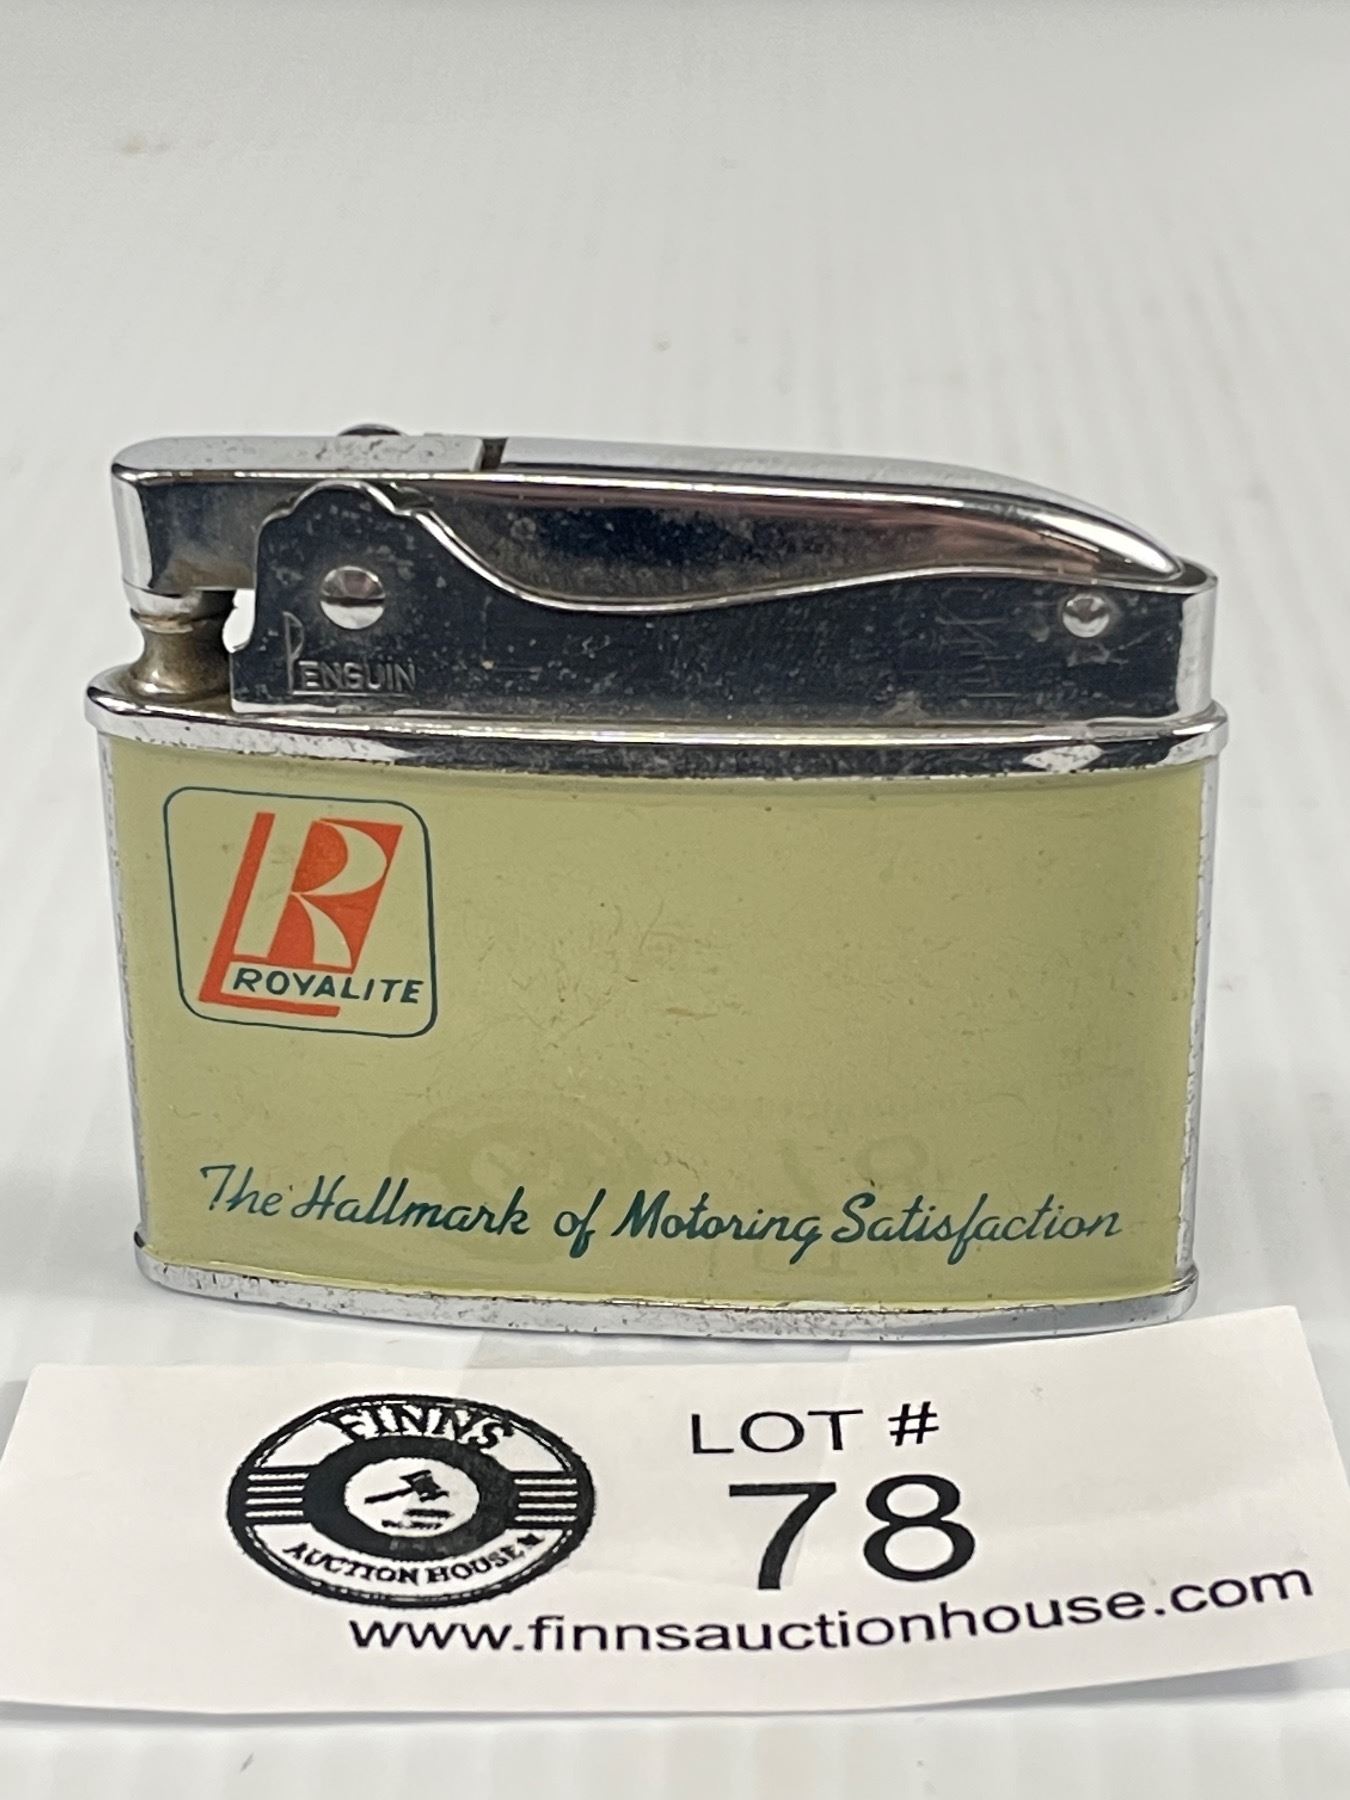 PENGUIN
R
ROYALITE
The Hallmark of Motoring Satisfaction
FINNS
AUCTION HOUSE
LOT #
78
www.finnsauctionhouse.com